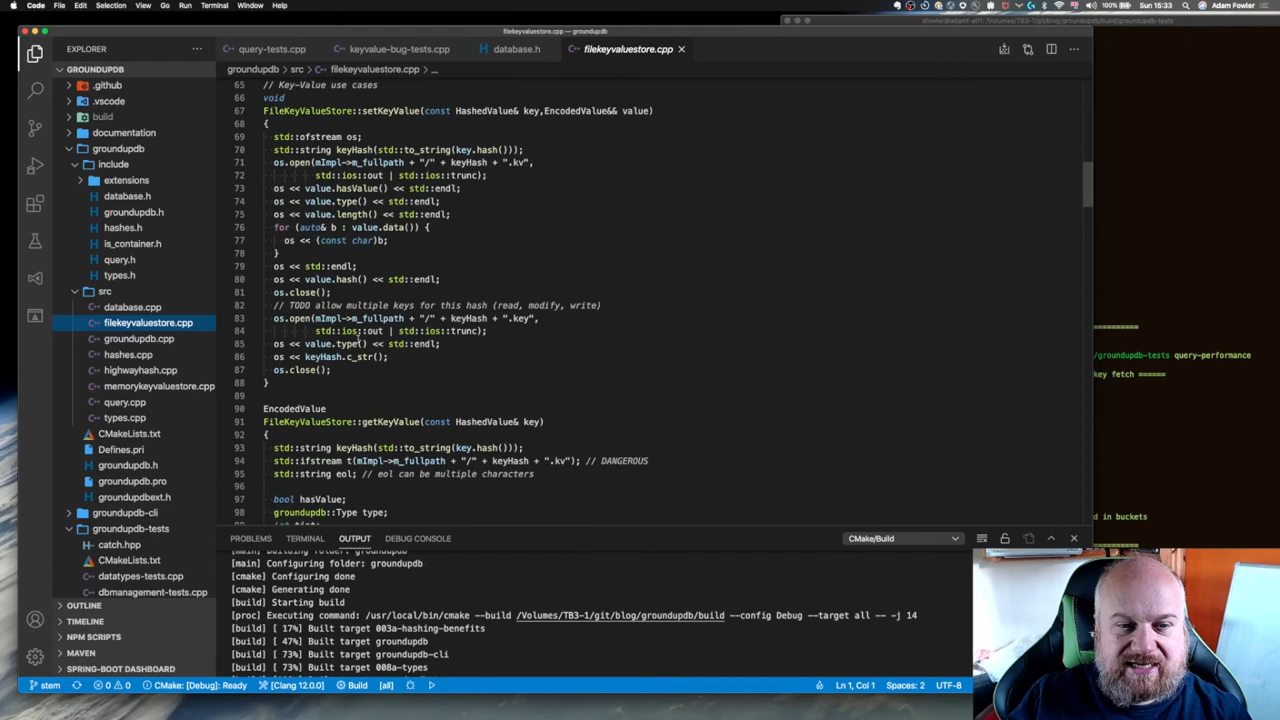 Code File Edit Selection View Go Run Terminal Window Help
100% Sun 15:33 Adam Fowler
filekeyvaluestore.cpp — groundupdb
EXPLORER
query-tests.cpp keyvalue-bug-tests.cpp database.h filekeyvaluestore.cpp
groundupdb > src > filekeyvaluestore.cpp > ...
GROUNDUPDB
.github
.vscode
build
documentation
groundupdb
include
extensions
database.h
groundupdb.h
hashes.h
is_container.h
query.h
types.h
src
database.cpp
filekeyvaluestore.cpp
groundupdb.cpp
hashes.cpp
highwayhash.cpp
memorykeyvaluestore.cpp
query.cpp
types.cpp
CMakeLists.txt
Defines.pri
groundupdb.h
groundupdb.pro
groundupdbext.h
groundupdb-cli
groundupdb-tests
catch.hpp
CMakeLists.txt
datatypes-tests.cpp
dbmanagement-tests.cpp
OUTLINE
TIMELINE
NPM SCRIPTS
MAVEN
SPRING-BOOT DASHBOARD
65 // Key-Value use cases
66 void
67 FileKeyValueStore::setKeyValue(const HashedValue& key,EncodedValue&& value)
68 {
69 std::ofstream os;
70 std::string keyHash(std::to_string(key.hash()));
71 os.open(mImpl->m_fullpath + "/" + keyHash + ".kv",
72 std::ios::out | std::ios::trunc);
73 os << value.hasValue() << std::endl;
74 os << value.type() << std::endl;
75 os << value.length() << std::endl;
76 for (auto& b : value.data()) {
77 os << (const char)b;
78 }
79 os << std::endl;
80 os << value.hash() << std::endl;
81 os.close();
82 // TODO allow multiple keys for this hash (read, modify, write)
83 os.open(mImpl->m_fullpath + "/" + keyHash + ".key",
84 std::ios::out | std::ios::trunc);
85 os << value.type() << std::endl;
86 os << keyHash.c_str();
87 os.close();
88 }
89
90 EncodedValue
91 FileKeyValueStore::getKeyValue(const HashedValue& key)
92 {
93 std::string keyHash(std::to_string(key.hash()));
94 std::ifstream t(mImpl->m_fullpath + "/" + keyHash + ".kv"); // DANGEROUS
95 std::string eol; // eol can be multiple characters
96
97 bool hasValue;
98 groundupdb::Type type;
PROBLEMS TERMINAL OUTPUT DEBUG CONSOLE CMake/Build
[main] Building folder: groundupdb
[main] Configuring folder: groundupdb
[cmake] Configuring done
[cmake] Generating done
[build] Starting build
[proc] Executing command: /usr/local/bin/cmake --build /Volumes/TB3-1/git/blog/groundupdb/build --config Debug --target all -- -j 14
[build] [ 17%] Built target 003a-hashing-benefits
[build] [ 47%] Built target groundupdb
[build] [ 73%] Built target groundupdb-cli
[build] [ 73%] Built target 008a-types
stem 0 0 CMake: [Debug]: Ready [Clang 12.0.0] Build [all] Ln 1, Col 1 Spaces: 2 UTF-8
==========
/groundupdb-tests query-performance
key fetch ======
d in buckets
==========